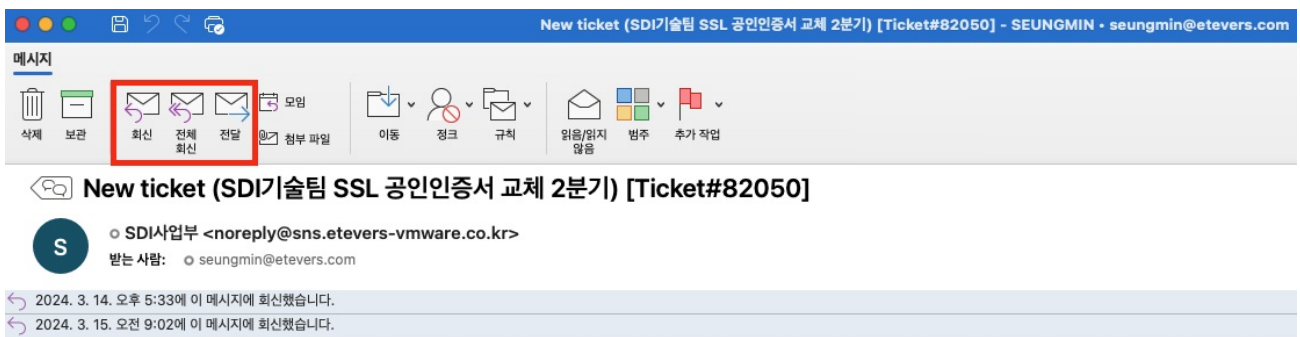 New ticket (SDI기술팀 SSL 공인인증서 교체 2분기) [Ticket#82050] - SEUNGMIN • seungmin@etevers.com
메시지
삭제 보관 회신 전체 회신 전달 모임 첨부 파일 이동 정크 규칙 읽음/읽지 않음 범주 추가 작업
New ticket (SDI기술팀 SSL 공인인증서 교체 2분기) [Ticket#82050]
S
SDI사업부 <noreply@sns.etevers-vmware.co.kr>
받는 사람: seungmin@etevers.com
2024. 3. 14. 오후 5:33에 이 메시지에 회신했습니다.
2024. 3. 15. 오전 9:02에 이 메시지에 회신했습니다.